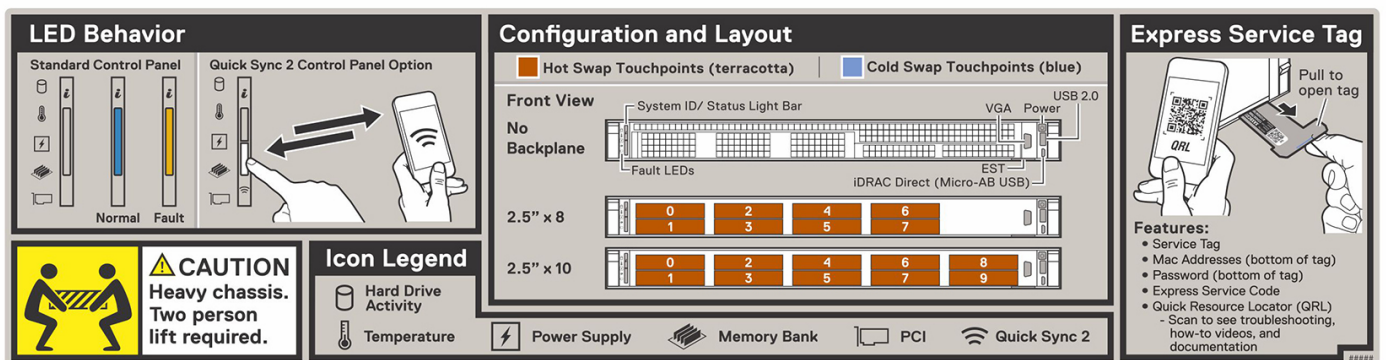 LED Behavior
Standard Control Panel
i
i
i
Normal
Fault
Quick Sync 2 Control Panel Option
i
CAUTION
Heavy chassis.
Two person
lift required.
Icon Legend
Hard Drive
Activity
Temperature
Power Supply
Memory Bank
PCI
Quick Sync 2
Configuration and Layout
Hot Swap Touchpoints (terracotta)
Cold Swap Touchpoints (blue)
Front View
No
Backplane
System ID/ Status Light Bar
VGA
Power
USB 2.0
Fault LEDs
EST
iDRAC Direct (Micro-AB USB)
2.5” x 8
0 2 4 6
1 3 5 7
2.5” x 10
0 2 4 6 8
1 3 5 7 9
Express Service Tag
QRL
Pull to
open tag
Features:
• Service Tag
• Mac Addresses (bottom of tag)
• Password (bottom of tag)
• Express Service Code
• Quick Resource Locator (QRL)
- Scan to see troubleshooting,
how-to videos, and
documentation
#####